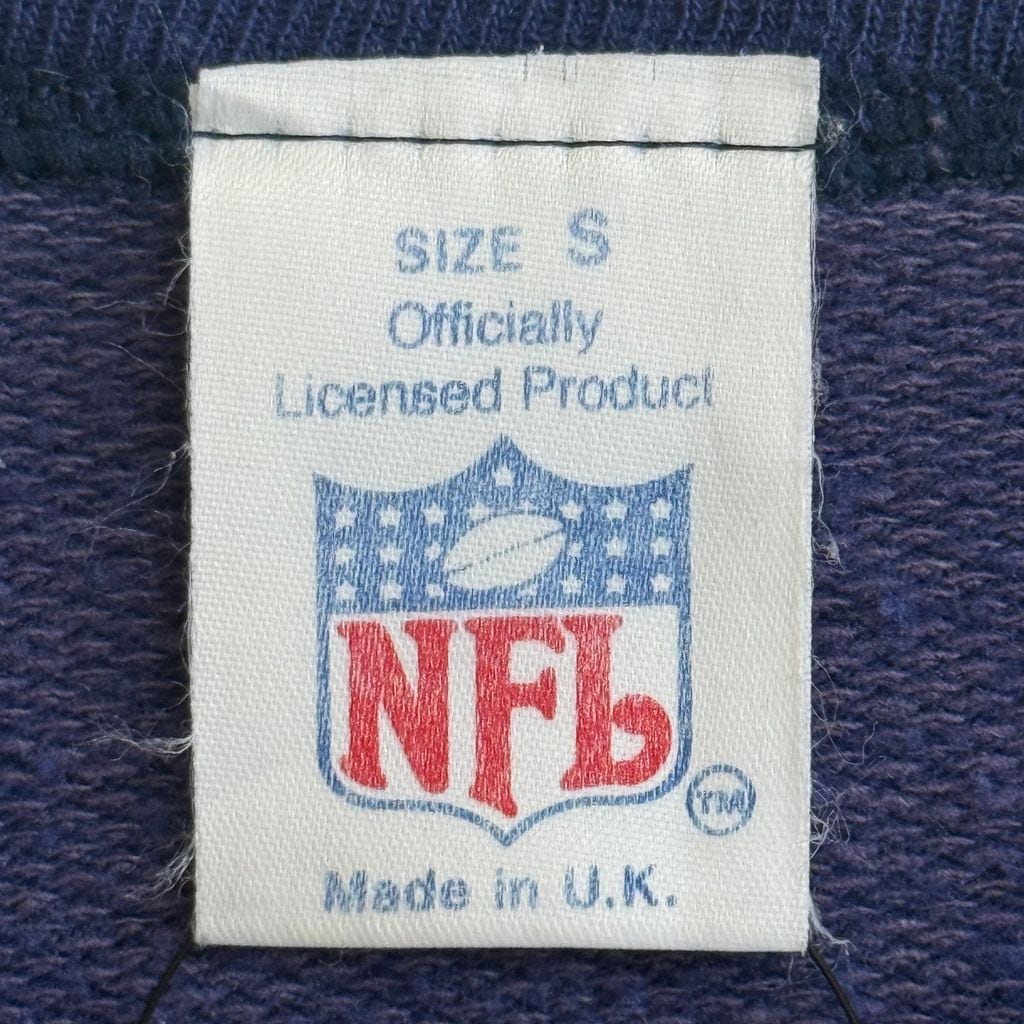 SIZE S
Officially
Licensed Product
NFL
TM
Made in U.K.